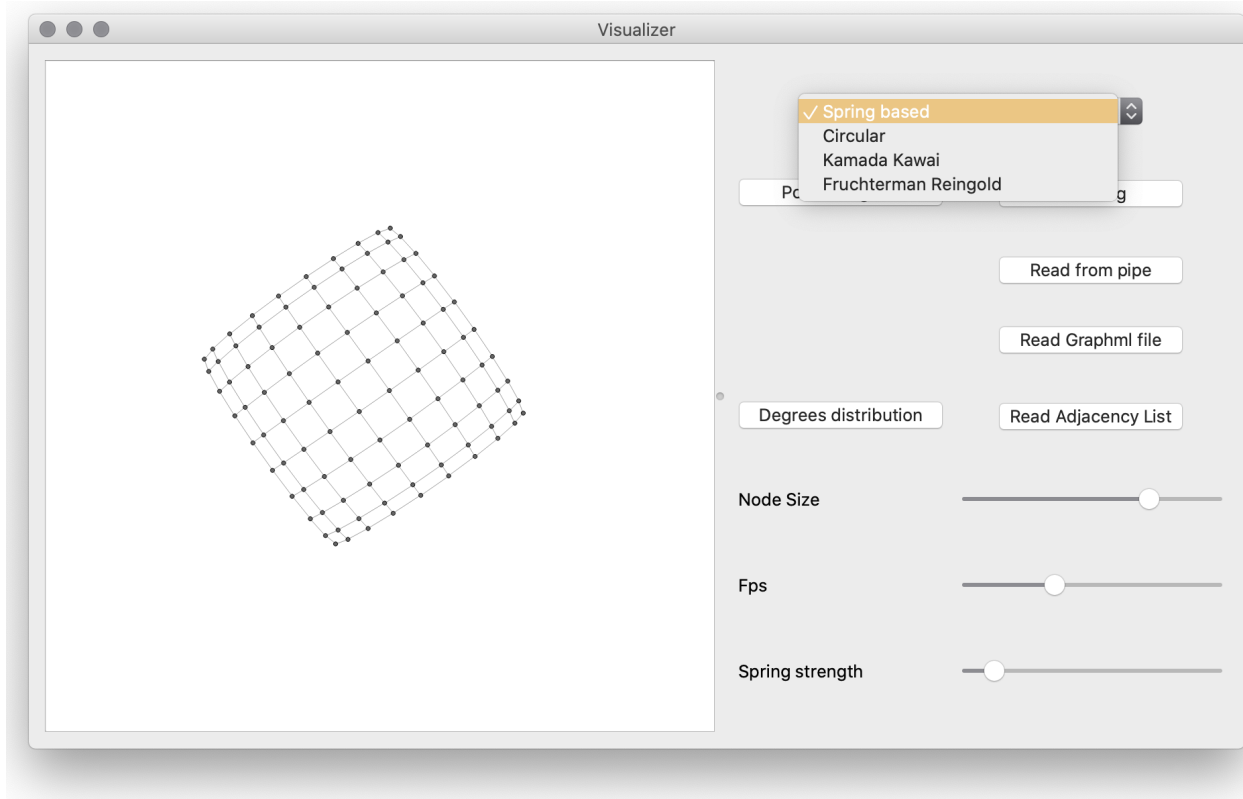 Visualizer
✓ Spring based
Circular
Kamada Kawai
Fruchterman Reingold
Read from pipe
Read Graphml file
Degrees distribution
Read Adjacency List
Node Size
Fps
Spring strength